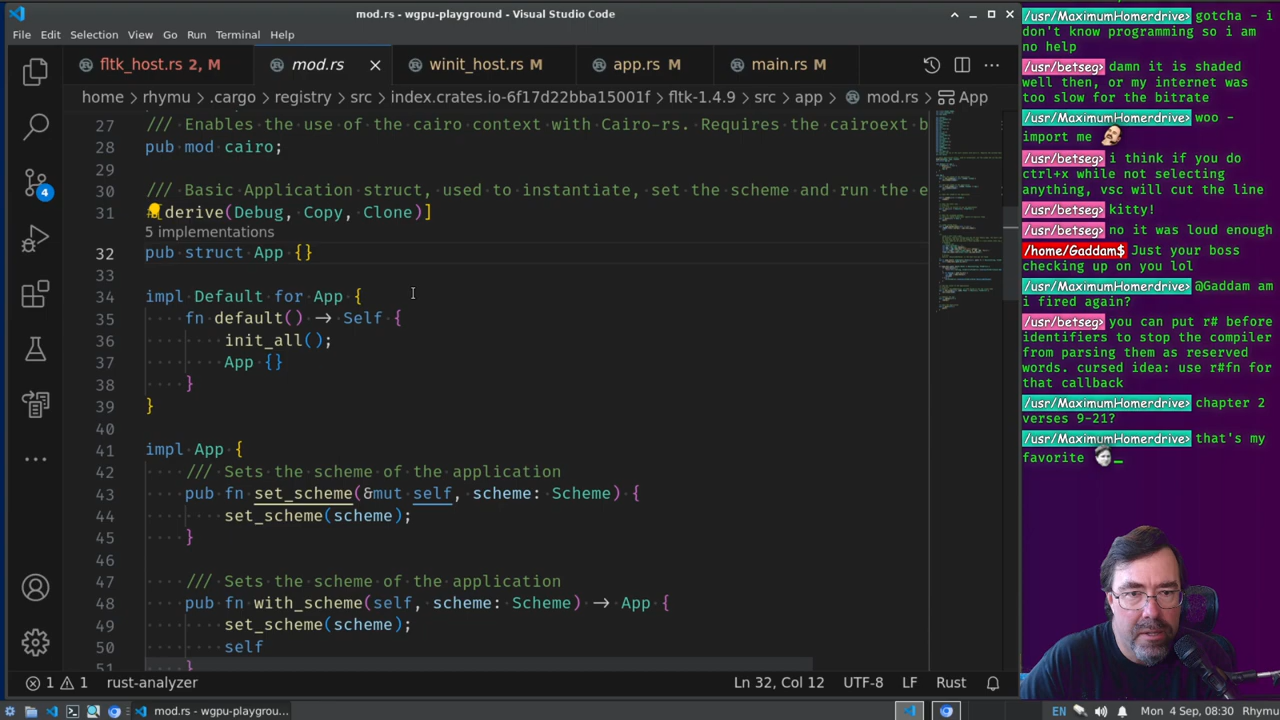 mod.rs - wgpu-playground - Visual Studio Code
File Edit Selection View Go Run Terminal Help
fltk_host.rs 2, M
mod.rs
winit_host.rs M
app.rs M
main.rs M
home > rhymu > .cargo > registry > src > index.crates.io-6f17d22bba15001f > fltk-1.4.9 > src > app > mod.rs > App
27 /// Enables the use of the cairo context with Cairo-rs. Requires the cairoext b
28 pub mod cairo;
29
30 /// Basic Application struct, used to instantiate, set the scheme and run the e
31 derive(Debug, Copy, Clone)]
5 implementations
32 pub struct App {}
33
34 impl Default for App {
35 fn default() -> Self {
36 init_all();
37 App {}
38 }
39 }
40
41 impl App {
42 /// Sets the scheme of the application
43 pub fn set_scheme(&mut self, scheme: Scheme) {
44 set_scheme(scheme);
45 }
46
47 /// Sets the scheme of the application
48 pub fn with_scheme(self, scheme: Scheme) -> App {
49 set_scheme(scheme);
50 self
51 }
4
1 1 rust-analyzer
Ln 32, Col 12 UTF-8 LF Rust
mod.rs - wgpu-playgrou...
EN Mon 4 Sep, 08:30 Rhymu
/usr/MaximumHomerdrive> gotcha - i
don't know programming so i am
no help
/usr/betseg> damn it is shaded
well then, or my internet was
too slow for the bitrate
/usr/MaximumHomerdrive> woo -
import me
/usr/betseg> i think if you do
ctrl+x while not selecting
anything, vsc will cut the line
/usr/betseg> kitty!
/usr/betseg> no it was loud enough
/home/Gaddam$ Just your boss
checking up on you lol
/usr/MaximumHomerdrive> @Gaddam am
i fired again?
/usr/betseg> you can put r# before
identifiers to stop the compiler
from parsing them as reserved
words. cursed idea: use r#fn for
that callback
/usr/MaximumHomerdrive> chapter 2
verses 9-21?
/usr/MaximumHomerdrive> that's my
favorite _